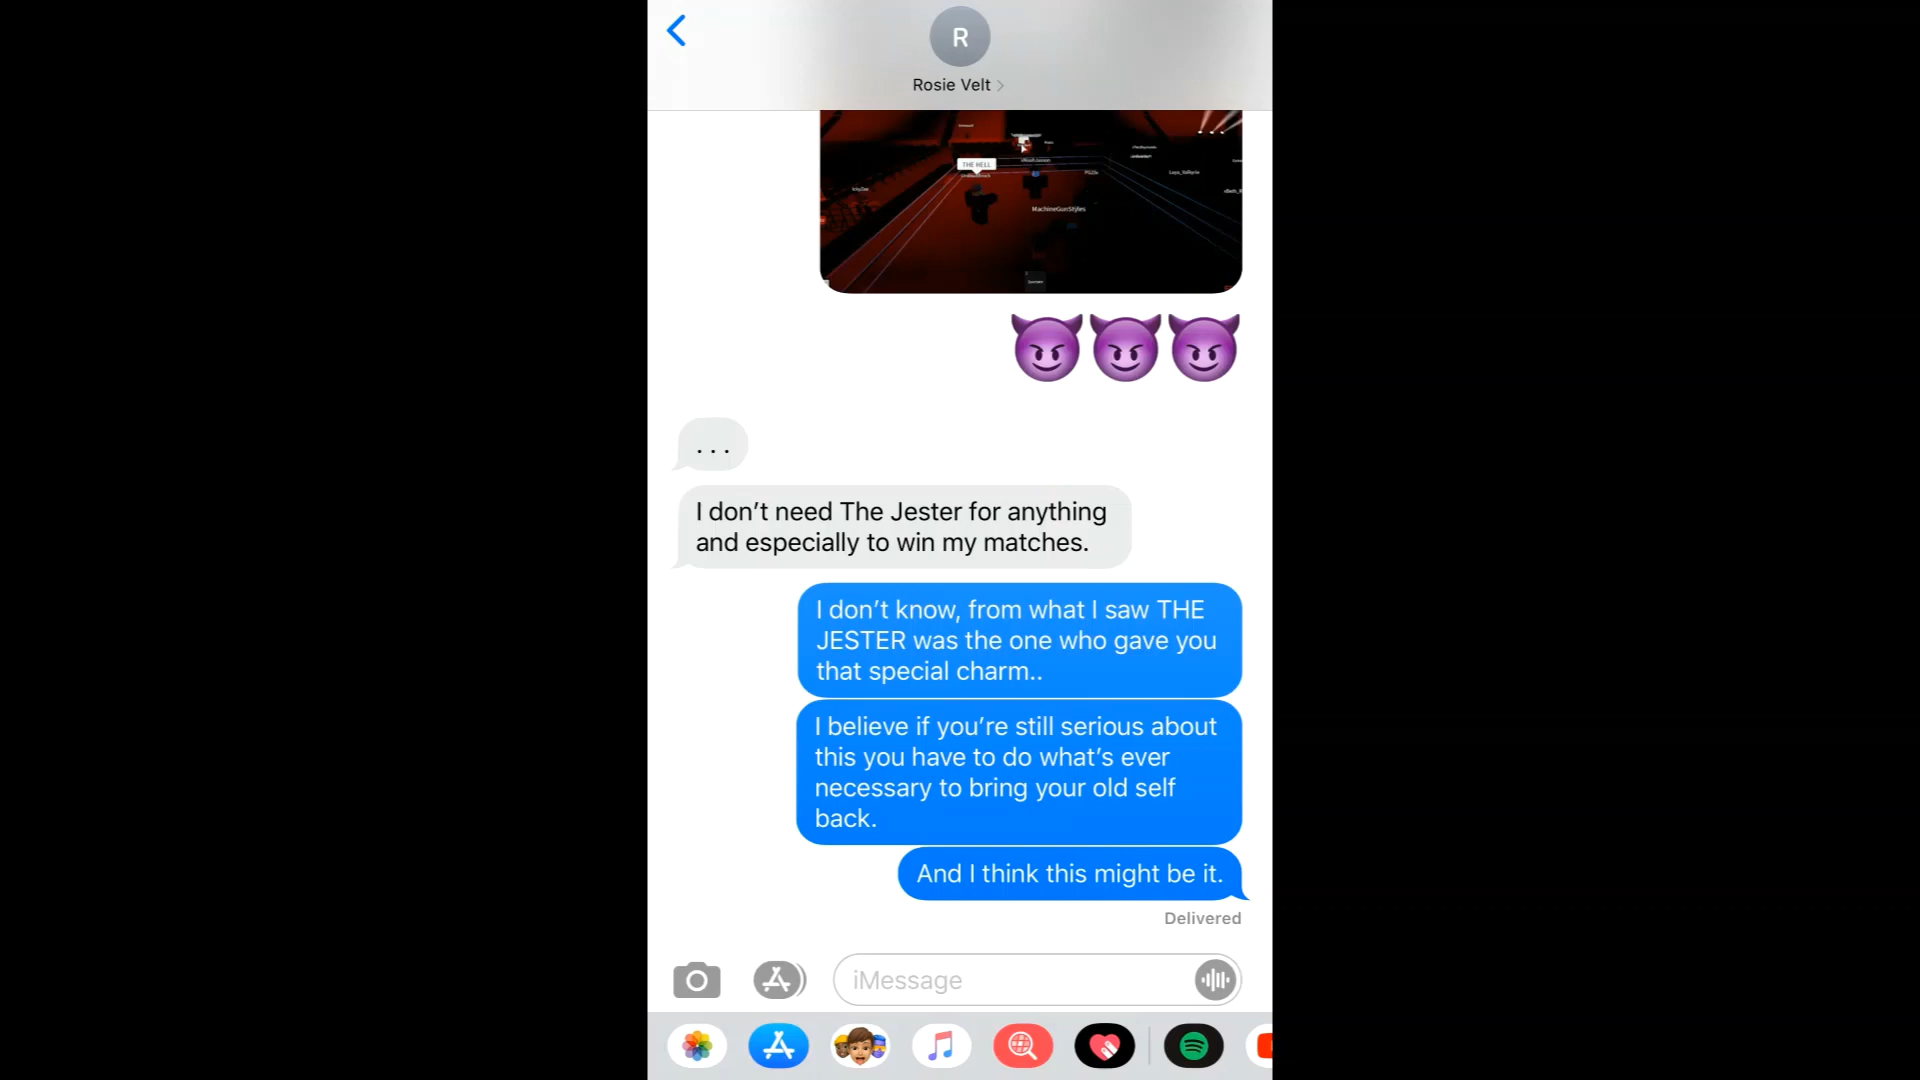 R
Rosie Velt
THE HELL
MachineGunStyles
. . .
I don’t need The Jester for anything
and especially to win my matches.
I don’t know, from what I saw THE
JESTER was the one who gave you
that special charm..
I believe if you’re still serious about
this you have to do what’s ever
necessary to bring your old self
back.
And I think this might be it.
Delivered
iMessage